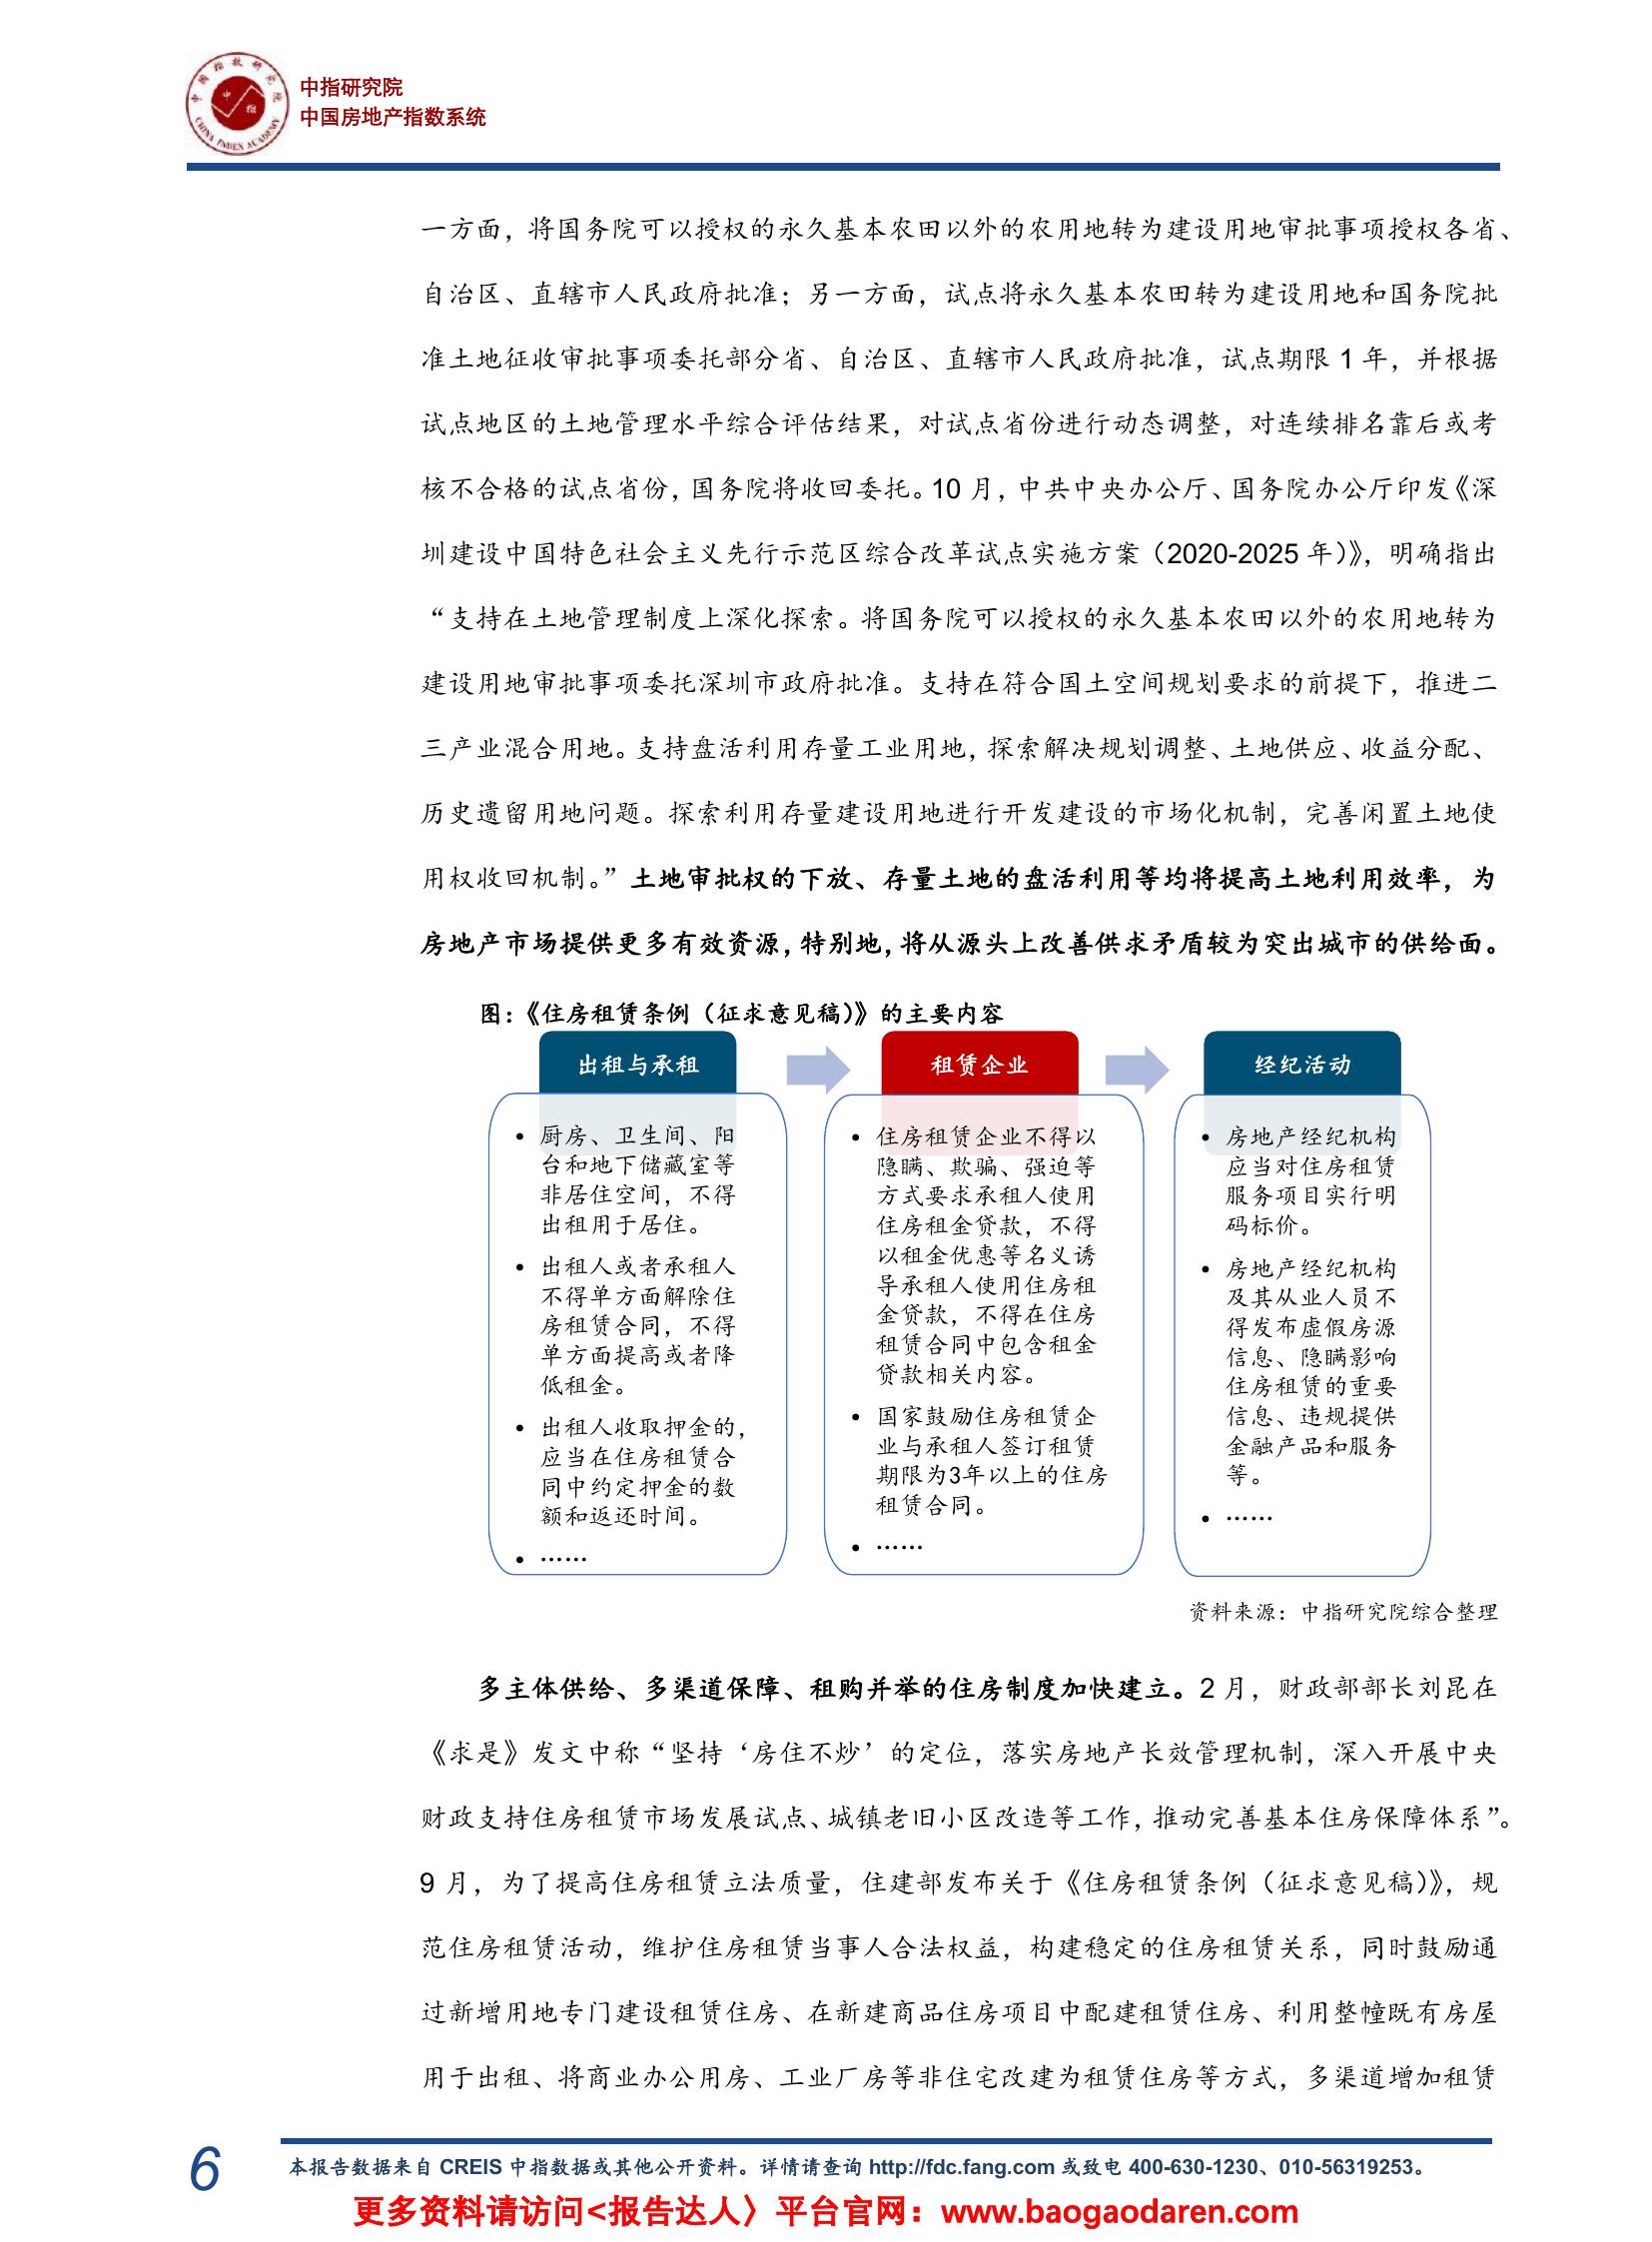 中国指数研究院
中指
CHINA INDEX ACADEMY
中指研究院
中国房地产指数系统
一方面，将国务院可以授权的永久基本农田以外的农用地转为建设用地审批事项授权各省、
自治区、直辖市人民政府批准；另一方面，试点将永久基本农田转为建设用地和国务院批
准土地征收审批事项委托部分省、自治区、直辖市人民政府批准，试点期限 1 年，并根据
试点地区的土地管理水平综合评估结果，对试点省份进行动态调整，对连续排名靠后或考
核不合格的试点省份，国务院将收回委托。10 月，中共中央办公厅、国务院办公厅印发《深
圳建设中国特色社会主义先行示范区综合改革试点实施方案（2020-2025 年）》，明确指出
“支持在土地管理制度上深化探索。将国务院可以授权的永久基本农田以外的农用地转为
建设用地审批事项委托深圳市政府批准。支持在符合国土空间规划要求的前提下，推进二
三产业混合用地。支持盘活利用存量工业用地，探索解决规划调整、土地供应、收益分配、
历史遗留用地问题。探索利用存量建设用地进行开发建设的市场化机制，完善闲置土地使
用权收回机制。”土地审批权的下放、存量土地的盘活利用等均将提高土地利用效率，为
房地产市场提供更多有效资源，特别地，将从源头上改善供求矛盾较为突出城市的供给面。
图：《住房租赁条例（征求意见稿）》的主要内容
出租与承租
• 厨房、卫生间、阳
台和地下储藏室等
非居住空间，不得
出租用于居住。
• 出租人或者承租人
不得单方面解除住
房租赁合同，不得
单方面提高或者降
低租金。
• 出租人收取押金的，
应当在住房租赁合
同中约定押金的数
额和返还时间。
• ……
租赁企业
• 住房租赁企业不得以
隐瞒、欺骗、强迫等
方式要求承租人使用
住房租金贷款，不得
以租金优惠等名义诱
导承租人使用住房租
金贷款，不得在住房
租赁合同中包含租金
贷款相关内容。
• 国家鼓励住房租赁企
业与承租人签订租赁
期限为3年以上的住房
租赁合同。
• ……
经纪活动
• 房地产经纪机构
应当对住房租赁
服务项目实行明
码标价。
• 房地产经纪机构
及其从业人员不
得发布虚假房源
信息、隐瞒影响
住房租赁的重要
信息、违规提供
金融产品和服务
等。
• ……
资料来源：中指研究院综合整理
多主体供给、多渠道保障、租购并举的住房制度加快建立。2 月，财政部部长刘昆在
《求是》发文中称“坚持‘房住不炒’的定位，落实房地产长效管理机制，深入开展中央
财政支持住房租赁市场发展试点、城镇老旧小区改造等工作，推动完善基本住房保障体系”。
9 月，为了提高住房租赁立法质量，住建部发布关于《住房租赁条例（征求意见稿）》，规
范住房租赁活动，维护住房租赁当事人合法权益，构建稳定的住房租赁关系，同时鼓励通
过新增用地专门建设租赁住房、在新建商品住房项目中配建租赁住房、利用整幢既有房屋
用于出租、将商业办公用房、工业厂房等非住宅改建为租赁住房等方式，多渠道增加租赁
6
本报告数据来自 CREIS 中指数据或其他公开资料。详情请查询 http://fdc.fang.com 或致电 400-630-1230、010-56319253。
更多资料请访问<报告达人〉平台官网：www.baogaodaren.com